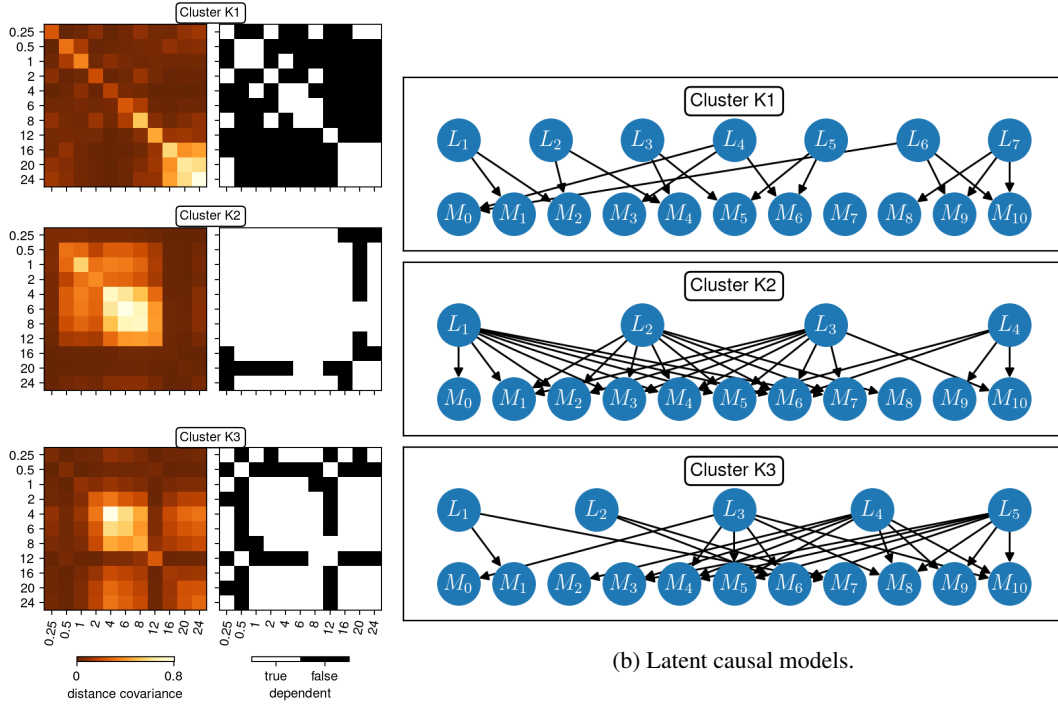 Cluster K1
0.25
0.5
1
2
4
6
8
12
16
20
24
Cluster K2
0.25
0.5
1
2
4
6
8
12
16
20
24
Cluster K3
0.25
0.5
1
2
4
6
8
12
16
20
24
0.25 0.5 1 2 4 6 8 12 16 20 24
0.25 0.5 1 2 4 6 8 12 16 20 24
0 0.8
distance covariance
true false
dependent
Cluster K1
L1 L2 L3 L4 L5 L6 L7
M0 M1 M2 M3 M4 M5 M6 M7 M8 M9 M10
Cluster K2
L1 L2 L3 L4
M0 M1 M2 M3 M4 M5 M6 M7 M8 M9 M10
Cluster K3
L1 L2 L3 L4 L5
M0 M1 M2 M3 M4 M5 M6 M7 M8 M9 M10
(b) Latent causal models.